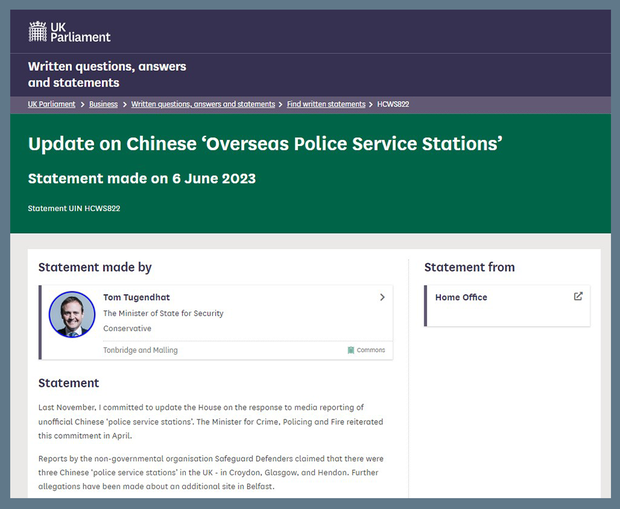 UK
Parliament
Written questions, answers
and statements
UK Parliament > Business > Written questions, answers and statements > Find written statements > HCWS822
Update on Chinese ‘Overseas Police Service Stations’
Statement made on 6 June 2023
Statement UIN HCWS822
Statement made by
Tom Tugendhat
The Minister of State for Security
Conservative
Tonbridge and Malling
Commons
Statement from
Home Office
Statement
Last November, I committed to update the House on the response to media reporting of
unofficial Chinese ‘police service stations’. The Minister for Crime, Policing and Fire reiterated
this commitment in April.
Reports by the non-governmental organisation Safeguard Defenders claimed that there were
three Chinese ‘police service stations’ in the UK - in Croydon, Glasgow, and Hendon. Further
allegations have been made about an additional site in Belfast.